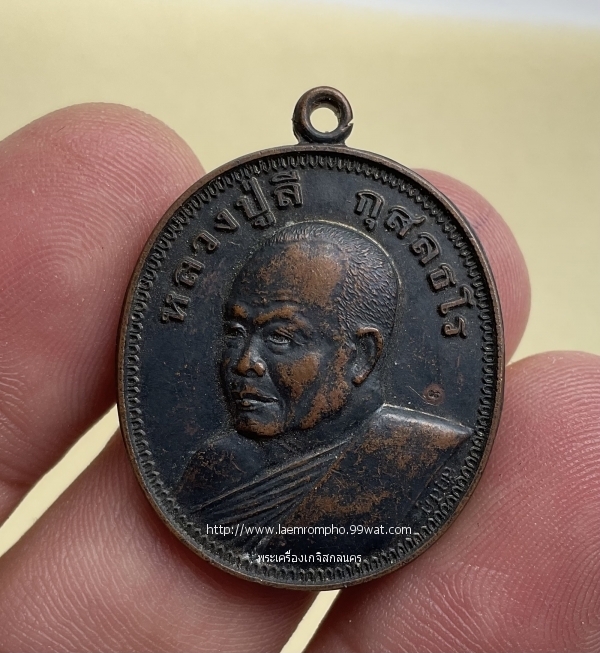 หลวงปู่ลี กุสลธโร
http://www.laemrompho.99wat.com
พระเครื่องเกจิสกลนคร